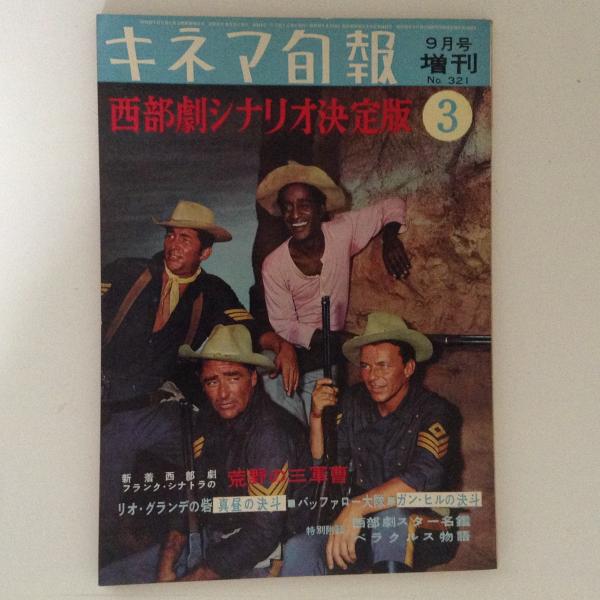 キネマ旬報
9月号
増刊
No. 321
西部劇シナリオ決定版 3
新着西部劇
フランク・シナトラの
荒野の三軍曹
リオ・グランデの砦 真昼の決斗 ■バッファロー大隊■ガン・ヒルの決斗
特別附録 西部劇スター名鑑
ベラクルス物語